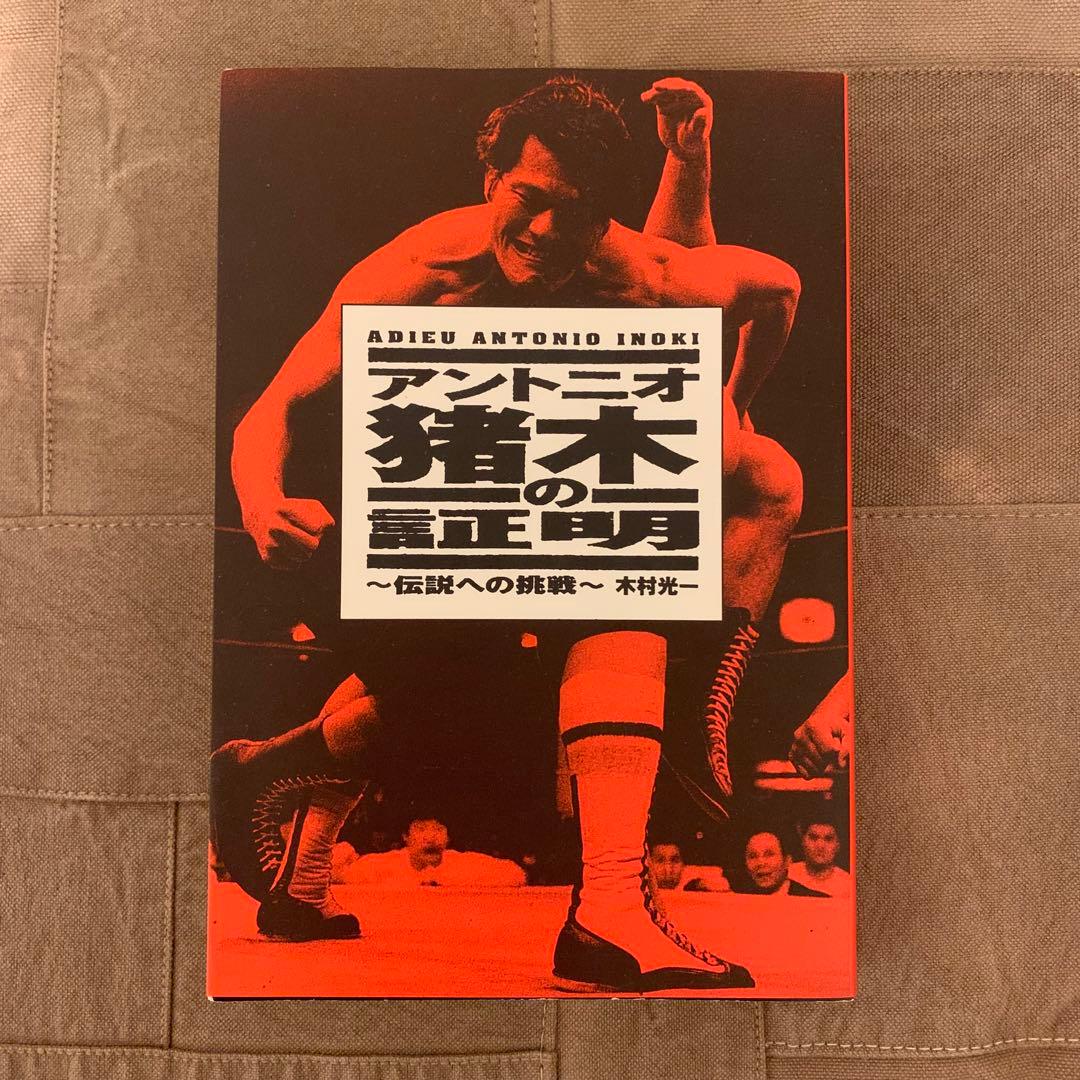 ADIEU ANTONIO INOKI
アントニオ
猪木
の
証明
～伝説への挑戦～ 木村光一